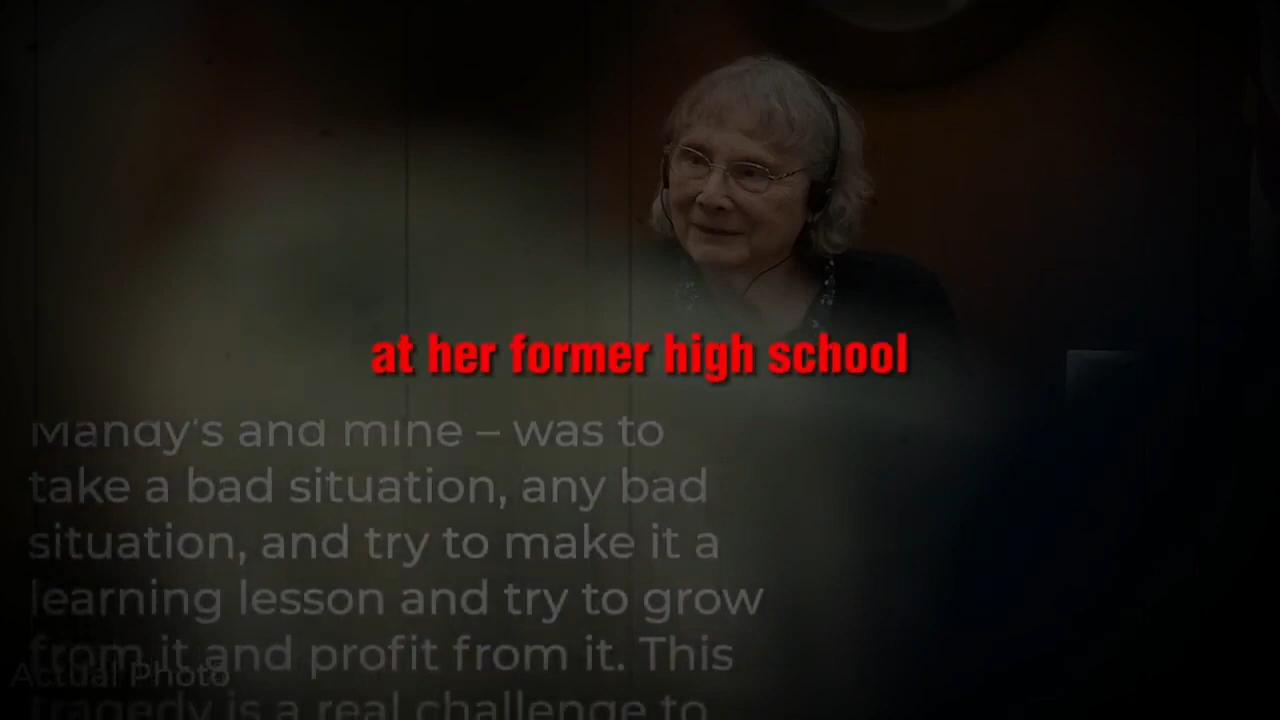 at her former high school
Mandy's and mine – was to
take a bad situation, any bad
situation, and try to make it a
learning lesson and try to grow
from it and profit from it. This
Actual Photo
tragedy is a real challenge to